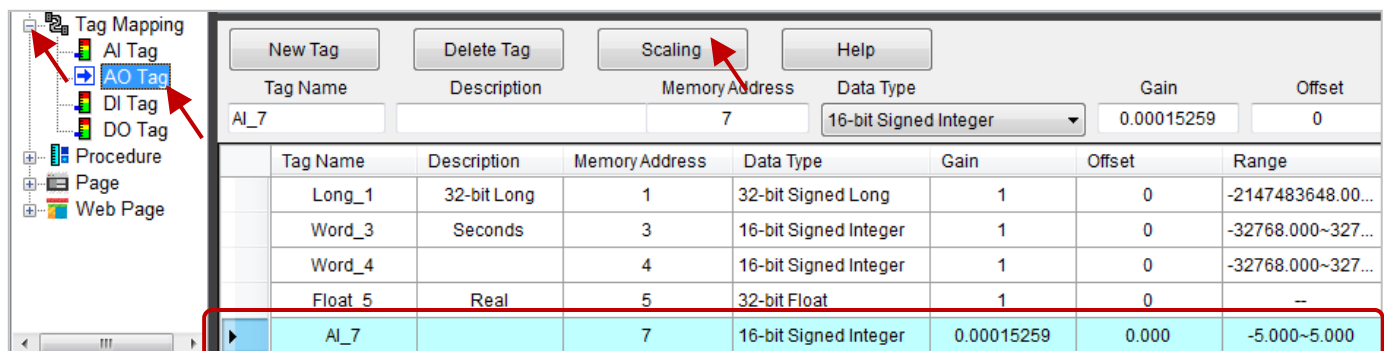 Tag Mapping
AI Tag
AO Tag
DI Tag
DO Tag
Procedure
Page
Web Page
New Tag Delete Tag Scaling Help
Tag Name Description Memory Address Data Type Gain Offset
AI_7 7 16-bit Signed Integer 0.00015259 0
Tag Name Description Memory Address Data Type Gain Offset Range
Long_1 32-bit Long 1 32-bit Signed Long 1 0 -2147483648.00...
Word_3 Seconds 3 16-bit Signed Integer 1 0 -32768.000~327...
Word_4 4 16-bit Signed Integer 1 0 -32768.000~327...
Float_5 Real 5 32-bit Float 1 0 --
AI_7 7 16-bit Signed Integer 0.00015259 0.000 -5.000~5.000